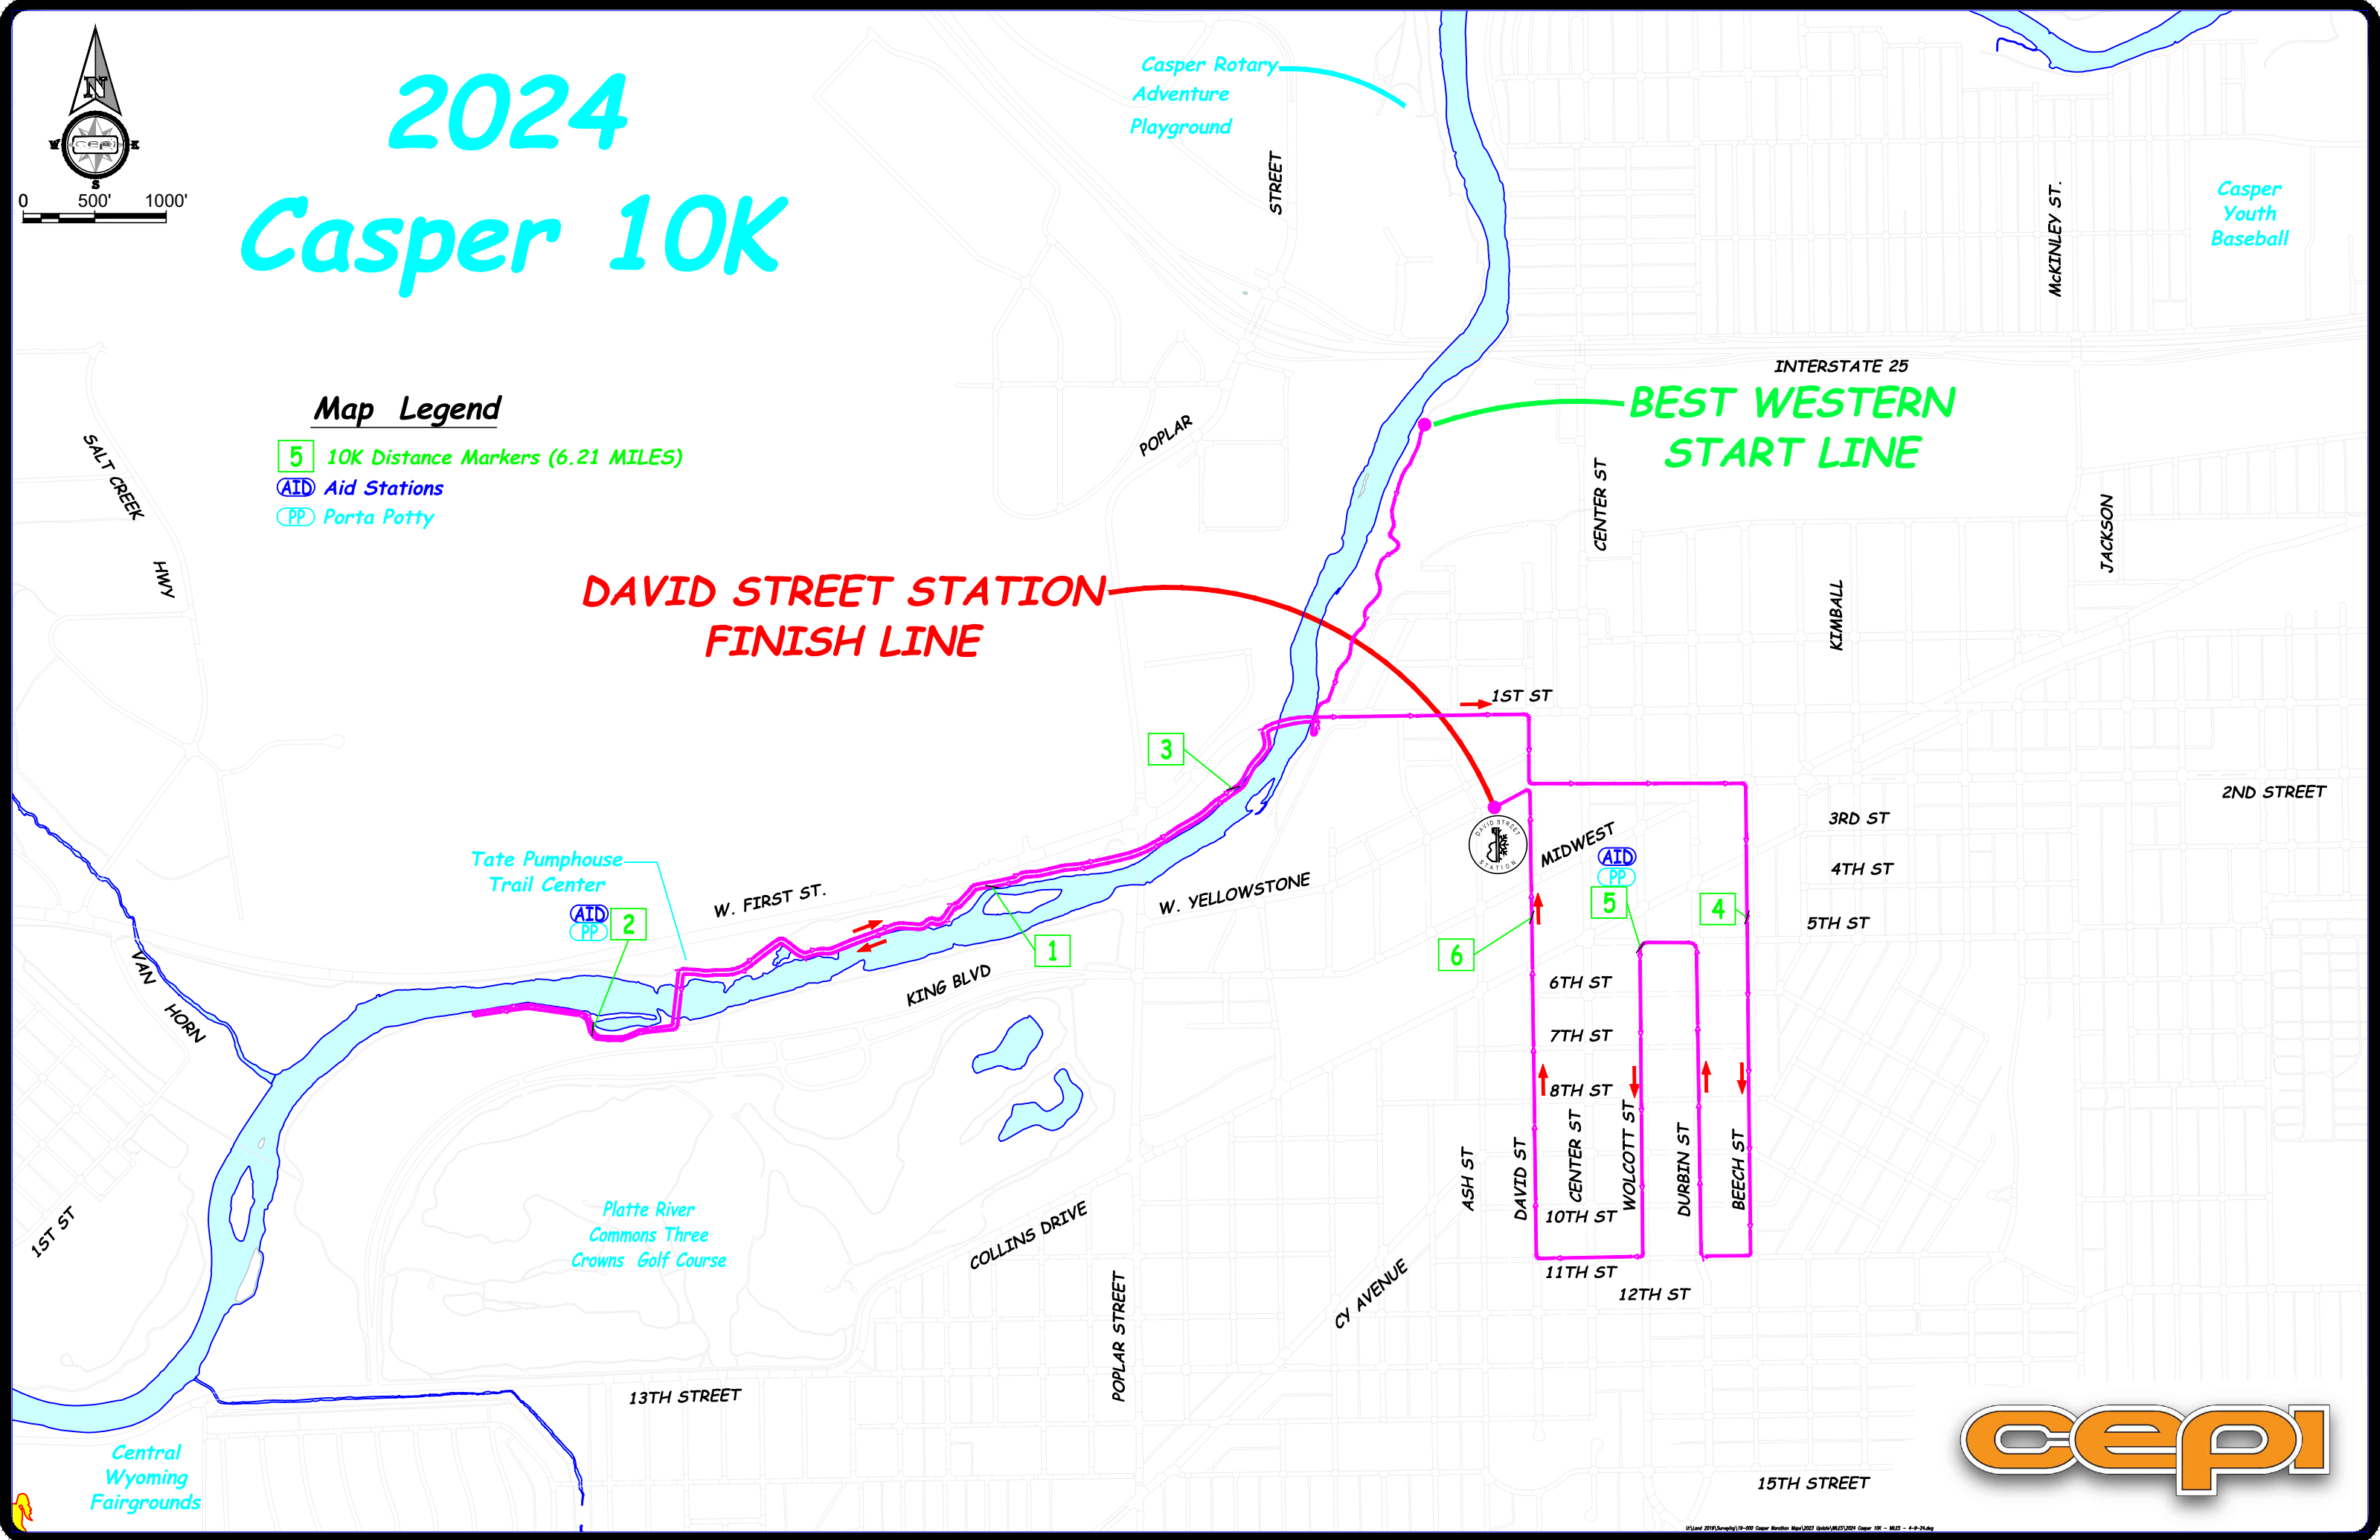 2024
Casper 10K
N
W
CEPI
E
S
0 500' 1000'
Casper Rotary
Adventure
Playground
STREET
McKINLEY ST.
Casper
Youth
Baseball
INTERSTATE 25
BEST WESTERN
START LINE
Map Legend
5 10K Distance Markers (6.21 MILES)
AID Aid Stations
PP Porta Potty
SALT CREEK
HWY
POPLAR
CENTER ST
JACKSON
KIMBALL
DAVID STREET STATION
FINISH LINE
1ST ST
3
2ND STREET
3RD ST
4TH ST
5TH ST
DAVID STREET
STATION
MIDWEST
AID
PP
5
4
6
Tate Pumphouse
Trail Center
AID
PP
2
W. FIRST ST.
W. YELLOWSTONE
1
KING BLVD
VAN
HORN
6TH ST
7TH ST
8TH ST
ASH ST
DAVID ST
CENTER ST
WOLCOTT ST
DURBIN ST
BEECH ST
10TH ST
11TH ST
12TH ST
1ST ST
Platte River
Commons Three
Crowns Golf Course
COLLINS DRIVE
POPLAR STREET
CY AVENUE
13TH STREET
Central
Wyoming
Fairgrounds
15TH STREET
cepi